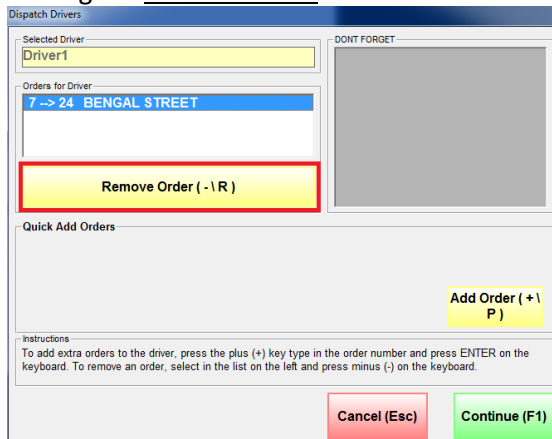 Dispatch Drivers
Selected Driver
Driver1
DONT FORGET
Orders for Driver
7 --> 24 BENGAL STREET
Remove Order ( - \ R )
Quick Add Orders
Add Order ( + \
P )
Instructions
To add extra orders to the driver, press the plus (+) key type in the order number and press ENTER on the
keyboard. To remove an order, select in the list on the left and press minus (-) on the keyboard.
Cancel (Esc)
Continue (F1)